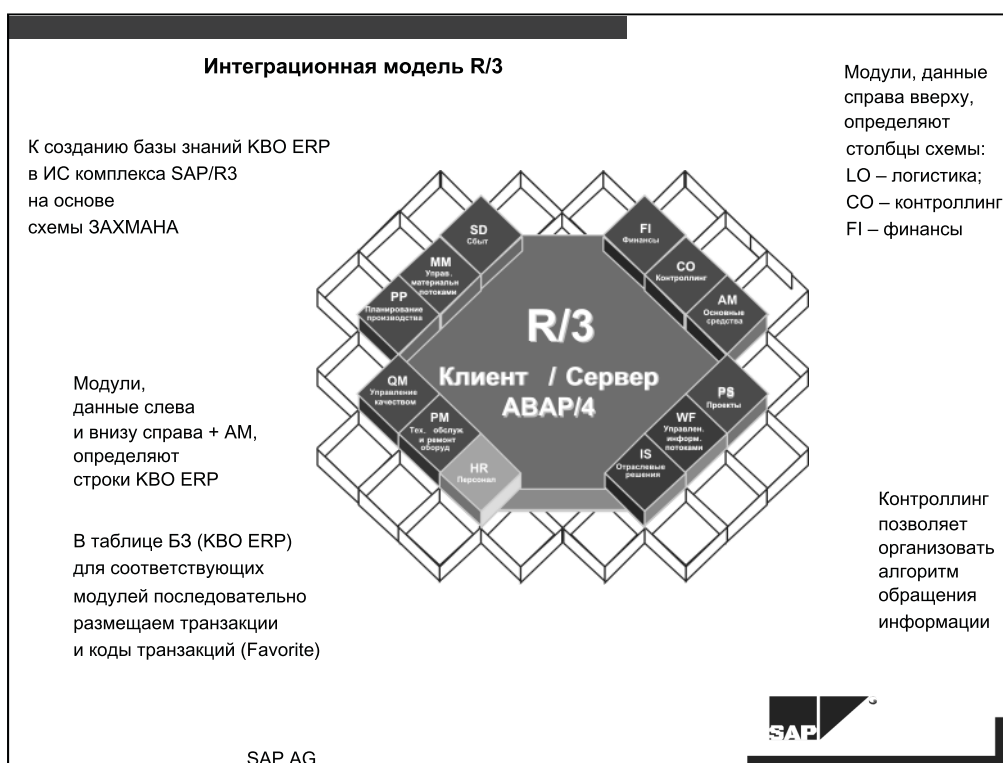 Интеграционная модель R/3
К созданию базы знаний KBO ERP
в ИС комплекса SAP/R3
на основе
схемы ЗАХМАНА
Модули, данные
справа вверху,
определяют
столбцы схемы:
LO – логистика;
CO – контроллинг
FI – финансы
SD
Сбыт
MM
Управ.
материальн
потоками
PP
Планирование
производства
FI
Финансы
CO
Контроллинг
AM
Основные
средства
R/3
Клиент / Сервер
ABAP/4
QM
Управление
качеством
PM
Тех. обслуж
и ремонт
оборуд
HR
Персонал
PS
Проекты
WF
Управлен.
информ.
потоками
IS
Отраслевые
решения
Модули,
данные слева
и внизу справа + AM,
определяют
строки KBO ERP
В таблице БЗ (KBO ERP)
для соответствующих
модулей последовательно
размещаем транзакции
и коды транзакций (Favorite)
Контроллинг
позволяет
организовать
алгоритм
обращения
информации
SAP
SAP AG